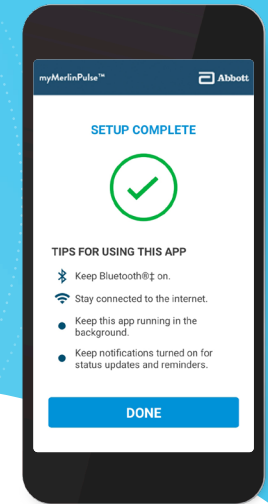 myMerlinPulse™
Abbott
SETUP COMPLETE
TIPS FOR USING THIS APP
Keep Bluetooth®‡ on.
Stay connected to the internet.
Keep this app running in the
background.
Keep notifications turned on for
status updates and reminders.
DONE